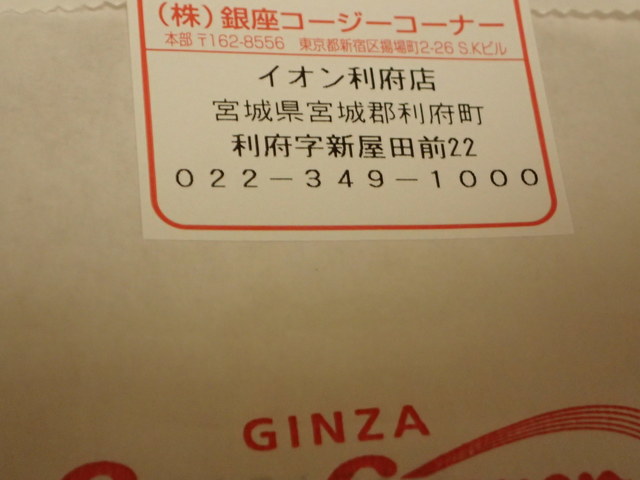 (株)銀座コージーコーナー
本部 〒162-8556 東京都新宿区揚場町2-26 S.Kビル
イオン利府店
宮城県宮城郡利府町
利府字新屋田前22
022-349-1000
GINZA